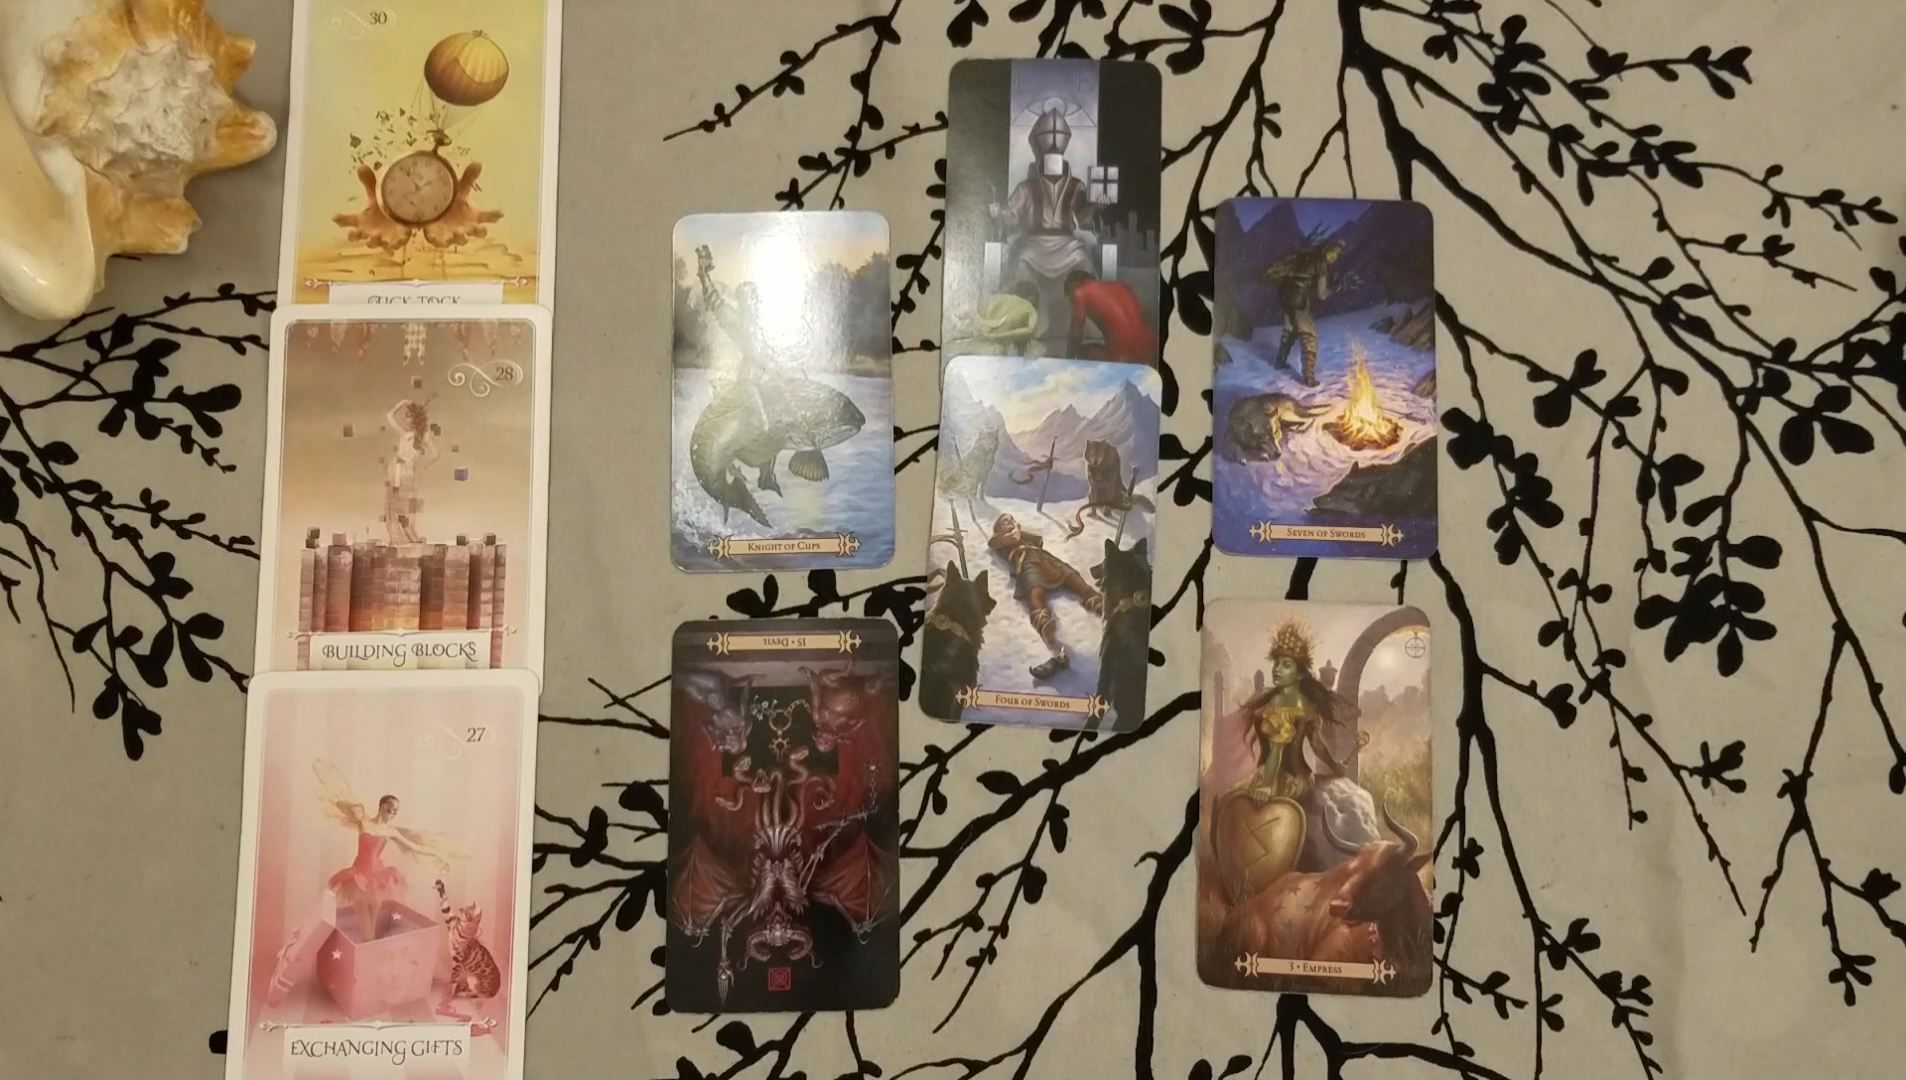 30
TICK TOCK
28
BUILDING BLOCKS
27
EXCHANGING GIFTS
KNIGHT OF CUPS
15 • DEVIL
FOUR OF SWORDS
SEVEN OF SWORDS
3 • EMPRESS